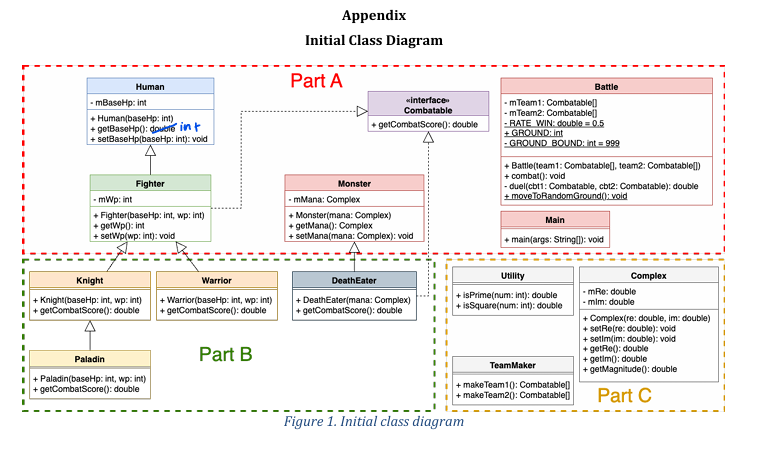 Appendix
Initial Class Diagram
Part A
Human
- mBaseHp: int
+ Human(baseHp: int)
+ getBaseHp(): double int
+ setBaseHp(baseHp: int): void
«interface»
Combatable
+ getCombatScore(): double
Battle
- mTeam1: Combatable[]
- mTeam2: Combatable[]
- RATE_WIN: double = 0.5
+ GROUND: int
- GROUND_BOUND: int = 999
+ Battle(team1: Combatable[], team2: Combatable[])
+ combat(): void
- duel(cbt1: Combatable, cbt2: Combatable): double
+ moveToRandomGround(): void
Fighter
- mWp: int
+ Fighter(baseHp: int, wp: int)
+ getWp(): int
+ setWp(wp: int): void
Monster
- mMana: Complex
+ Monster(mana: Complex)
+ getMana(): Complex
+ setMana(mana: Complex): void
Main
+ main(args: String[]): void
Knight
+ Knight(baseHp: int, wp: int)
+ getCombatScore(): double
Warrior
+ Warrior(baseHp: int, wp: int)
+ getCombatScore(): double
DeathEater
+ DeathEater(mana: Complex)
+ getCombatScore(): double
Utility
+ isPrime(num: int): double
+ isSquare(num: int): double
Complex
- mRe: double
- mIm: double
+ Complex(re: double, im: double)
+ setRe(re: double): void
+ setIm(im: double): void
+ getRe(): double
+ getIm(): double
+ getMagnitude(): double
Part B
Paladin
+ Paladin(baseHp: int, wp: int)
+ getCombatScore(): double
TeamMaker
+ makeTeam1(): Combatable[]
+ makeTeam2(): Combatable[]
Part C
Figure 1. Initial class diagram